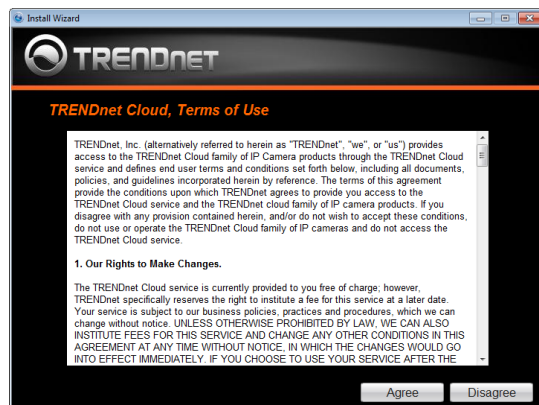 Install Wizard
TRENDnet
TRENDnet Cloud, Terms of Use
TRENDnet, Inc. (alternatively referred to herein as "TRENDnet", "we", or "us") provides
access to the TRENDnet Cloud family of IP Camera products through the TRENDnet Cloud
service and defines end user terms and conditions set forth below, including all documents,
policies, and guidelines incorporated herein by reference. The terms of this agreement
provide the conditions upon which TRENDnet agrees to provide you access to the
TRENDnet Cloud service and the TRENDnet cloud family of IP camera products. If you
disagree with any provision contained herein, and/or do not wish to accept these conditions,
do not use or operate the TRENDnet Cloud family of IP cameras and do not access the
TRENDnet Cloud service.
1. Our Rights to Make Changes.
The TRENDnet Cloud service is currently provided to you free of charge; however,
TRENDnet specifically reserves the right to institute a fee for this service at a later date.
Your service is subject to our business policies, practices and procedures, which we can
change without notice. UNLESS OTHERWISE PROHIBITED BY LAW, WE CAN ALSO
INSTITUTE FEES FOR THIS SERVICE AND CHANGE ANY OTHER CONDITIONS IN THIS
AGREEMENT AT ANY TIME WITHOUT NOTICE, IN WHICH THE CHANGES WOULD GO
INTO EFFECT IMMEDIATELY. IF YOU CHOOSE TO USE YOUR SERVICE AFTER THE
Agree
Disagree